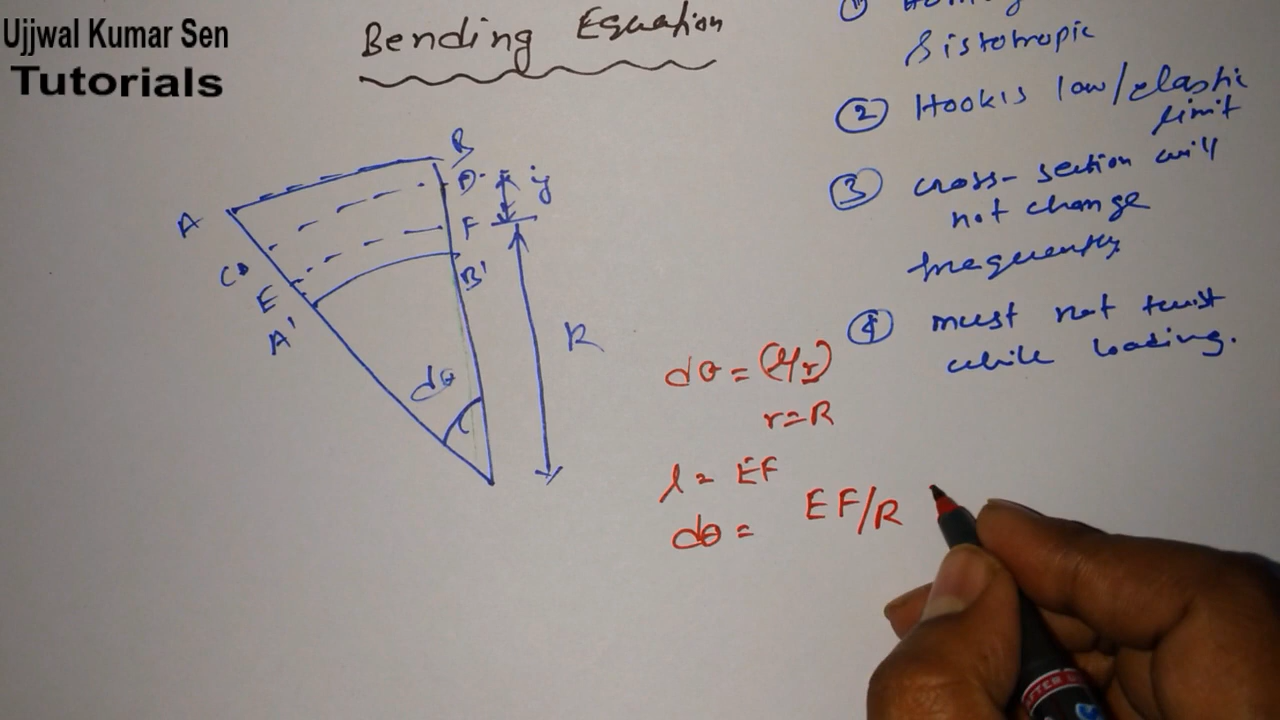 Ujjwal Kumar Sen
Tutorials
Bending Equation
①
& isotropic
② Hook's law/elastic
limit
③ cross-section will
not change
frequently
④ must not twist
while loading.
A
B
D
y
C
F
E
B'
A'
R
dθ
dθ = (l/r)
r=R
l = EF
dθ = EF/R